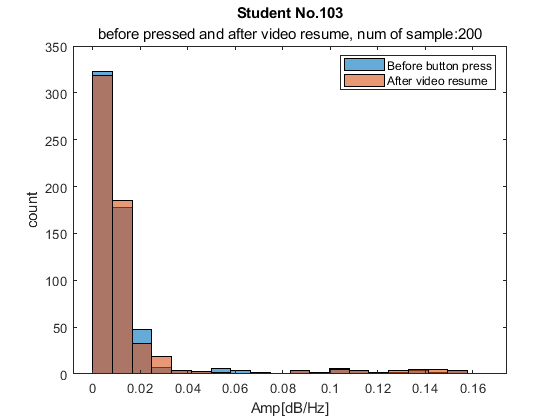 Student No.103
before pressed and after video resume, num of sample:200
350
300
250
200
150
100
50
0
count
Before button press
After video resume
0 0.02 0.04 0.06 0.08 0.1 0.12 0.14 0.16
Amp[dB/Hz]